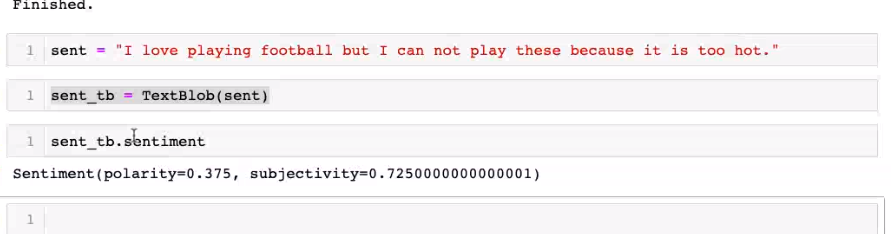 Finished.
1 sent = "I love playing football but I can not play these because it is too hot."
1 sent_tb = TextBlob(sent)
1 sent_tb.sentiment
Sentiment(polarity=0.375, subjectivity=0.7250000000000001)
1